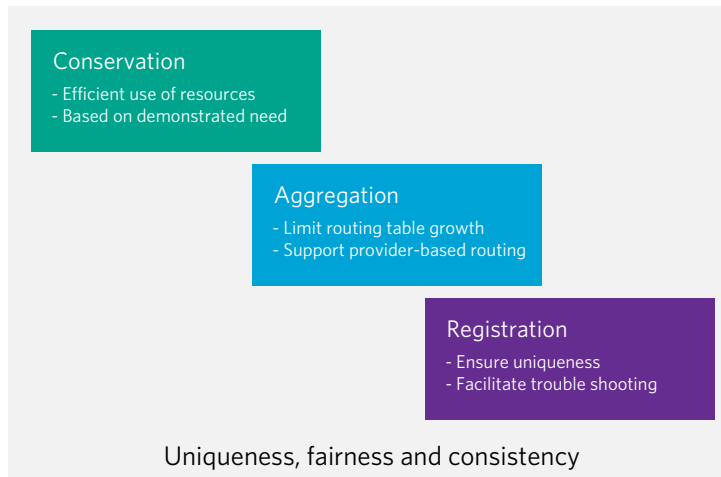 Conservation
- Efficient use of resources
- Based on demonstrated need
Aggregation
- Limit routing table growth
- Support provider-based routing
Registration
- Ensure uniqueness
- Facilitate trouble shooting
Uniqueness, fairness and consistency